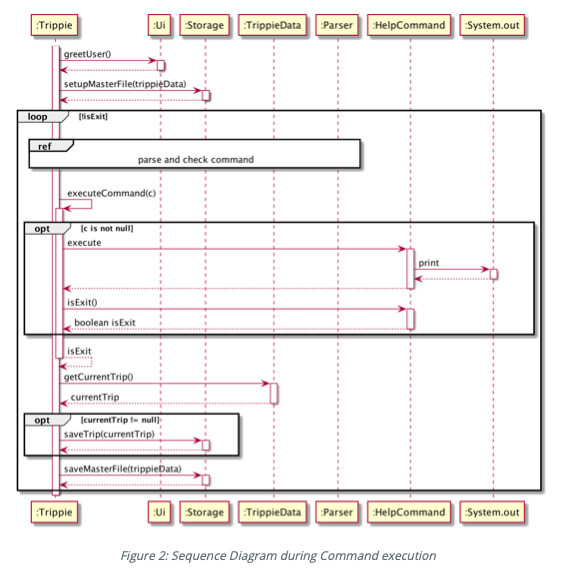 :Trippie :Ui :Storage :TrippieData :Parser :HelpCommand :System.out
greetUser()
setupMasterFile(trippieData)
loop [!isExit]
ref
parse and check command
executeCommand(c)
opt [c is not null]
execute
print
isExit()
boolean isExit
isExit
getCurrentTrip()
currentTrip
opt [currentTrip != null]
saveTrip(currentTrip)
saveMasterFile(trippieData)
:Trippie :Ui :Storage :TrippieData :Parser :HelpCommand :System.out
Figure 2: Sequence Diagram during Command execution